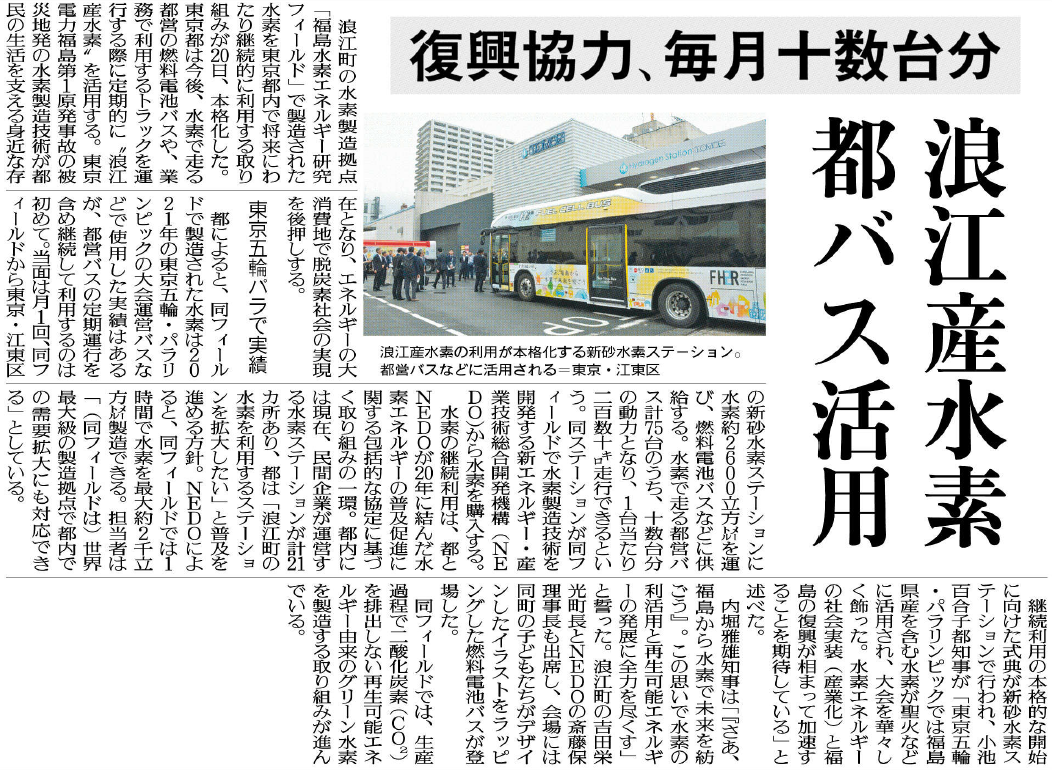 復興協力、毎月十数台分
浪江産水素
都バス活用
浪江町の水素製造拠点
「福島水素エネルギー研究
フィールド」で製造された
水素を東京都内で将来にわ
たり継続的に利用する取り
組みが20日、本格化した。
東京都は今後、水素で走る
都営の燃料電池バスや、業
務で利用するトラックを運
行する際に定期的に〝浪江
産水素〟を活用する。東京
電力福島第1原発事故の被
災地発の水素製造技術が都
民の生活を支える身近な存
在となり、エネルギーの大
消費地で脱炭素社会の実現
を後押しする。
東京五輪パラで実績
都によると、同フィール
ドで製造された水素は20
21年の東京五輪・パラリ
ンピックの大会運営バスな
どで使用した実績はある
が、都営バスの定期運行を
含め継続して利用するのは
初めて。当面は月1回、同フ
ィールドから東京・江東区
Hydrogen Station
FUEL CELL BUS
FH2R
浪江産水素の利用が本格化する新砂水素ステーション。
都営バスなどに活用される＝東京・江東区
の新砂水素ステーションに
水素約2600立方㍍を運
び、燃料電池バスなどに供
給する。水素で走る都営バ
ス計75台のうち、十数台分
の動力となり、1台当たり
二百数十㌔走行できるとい
う。同ステーションが同フ
ィールドで水素製造技術を
開発する新エネルギー・産
業技術総合開発機構（NE
DO）から水素を購入する。
水素の継続利用は、都と
NEDOが20年に結んだ水
素エネルギーの普及促進に
関する包括的な協定に基づ
く取り組みの一環。都内に
は現在、民間企業が運営す
る水素ステーションが計21
カ所あり、都は「浪江町の
水素を利用するステーショ
ンを拡大したい」と普及を
進める方針。NEDOによ
ると、同フィールドでは1
時間で水素を最大約2千立
方㍍製造できる。担当者は
「（同フィールドは）世界
最大級の製造拠点で都内で
の需要拡大にも対応でき
る」としている。
継続利用の本格的な開始
に向けた式典が新砂水素ス
テーションで行われ、小池
百合子都知事が「東京五輪
・パラリンピックでは福島
県産を含む水素が聖火など
に活用され、大会を華々し
く飾った。水素エネルギー
の社会実装（産業化）と福
島の復興が相まって加速す
ることを期待している」と
述べた。
内堀雅雄知事は「『さあ、
福島から水素で未来を紡
ごう』。この思いで水素の
利活用と再生可能エネルギ
ーの発展に全力を尽くす」
と誓った。浪江町の吉田栄
光町長とNEDOの斎藤保
理事長も出席し、会場には
同町の子どもたちがデザイ
ンしたイラストをラッピ
ングした燃料電池バスが登
場した。
同フィールドでは、生産
過程で二酸化炭素（CO₂）
を排出しない再生可能エネ
ルギー由来のグリーン水素
を製造する取り組みが進ん
でいる。